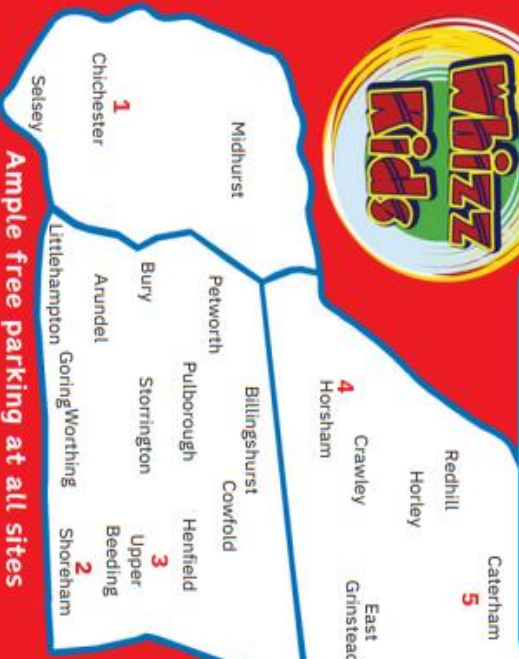 Whizz
Kids
Caterham
5
Redhill
Horley
Crawley
East
4
Horsham
Midhurst
Billingshurst
Cowfold
Petworth
Pulborough
Henfield
3
Bury
Storrington
Upper
Beeding
1
Chichester
Arundel
Selsey
Littlehampton
Goring
Worthing
2
Shoreham
Ample free parking at all sites